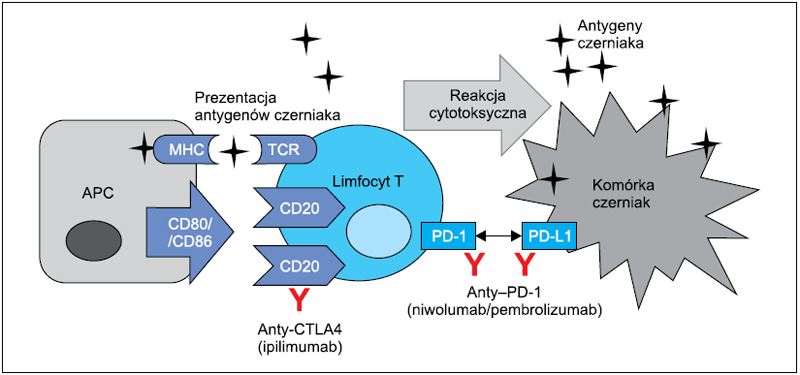 Antygeny
czerniaka
Prezentacja
antygenów czerniaka
Reakcja
cytotoksyczna
MHC
TCR
APC
Limfocyt T
Komórka
czerniak
CD80/
/CD86
CD20
CD20
PD-1
PD-L1
Anty-CTLA4
(ipilimumab)
Anty–PD-1
(niwolumab/pembrolizumab)